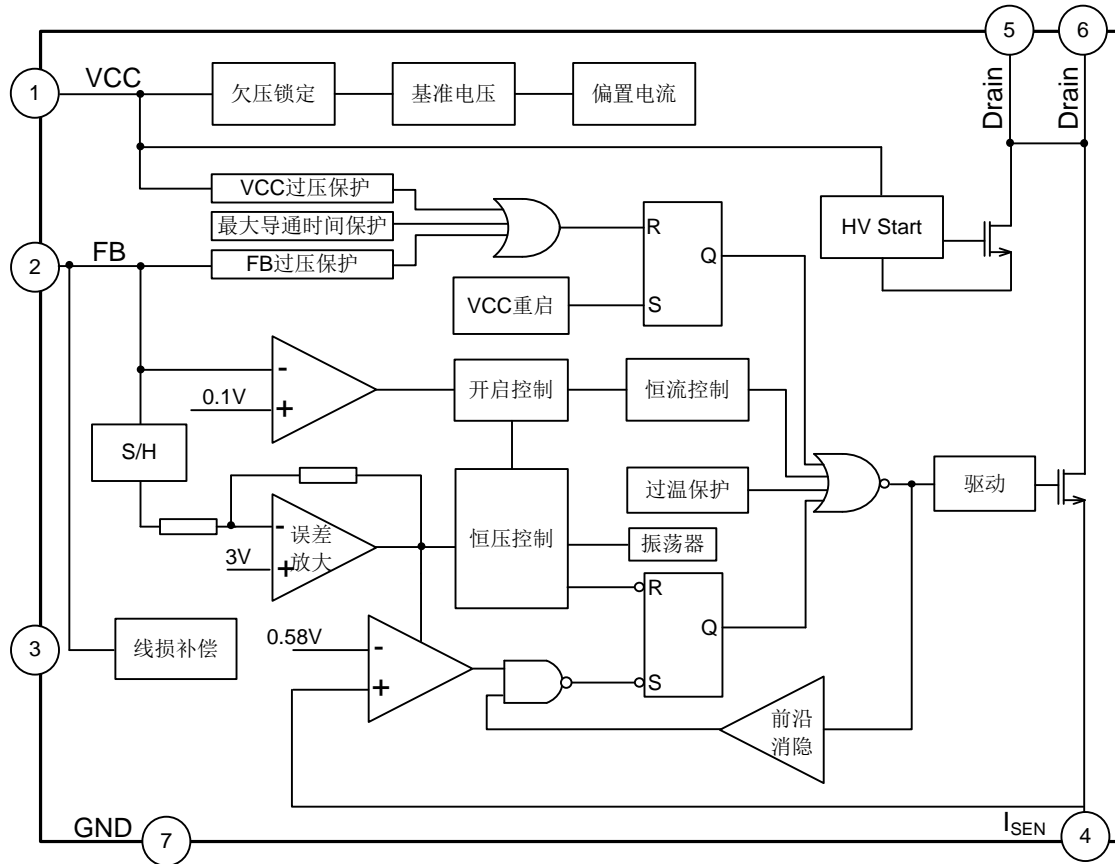 5
6
1
VCC
欠压锁定
基准电压
偏置电流
Drain
Drain
VCC过压保护
最大导通时间保护
FB过压保护
R
Q
S
HV Start
2
FB
VCC重启
-
+
0.1V
开启控制
恒流控制
S/H
过温保护
驱动
-
+
误差
放大
3V
恒压控制
振荡器
R
Q
S
3
线损补偿
0.58V
-
+
前沿
消隐
GND
7
ISEN
4